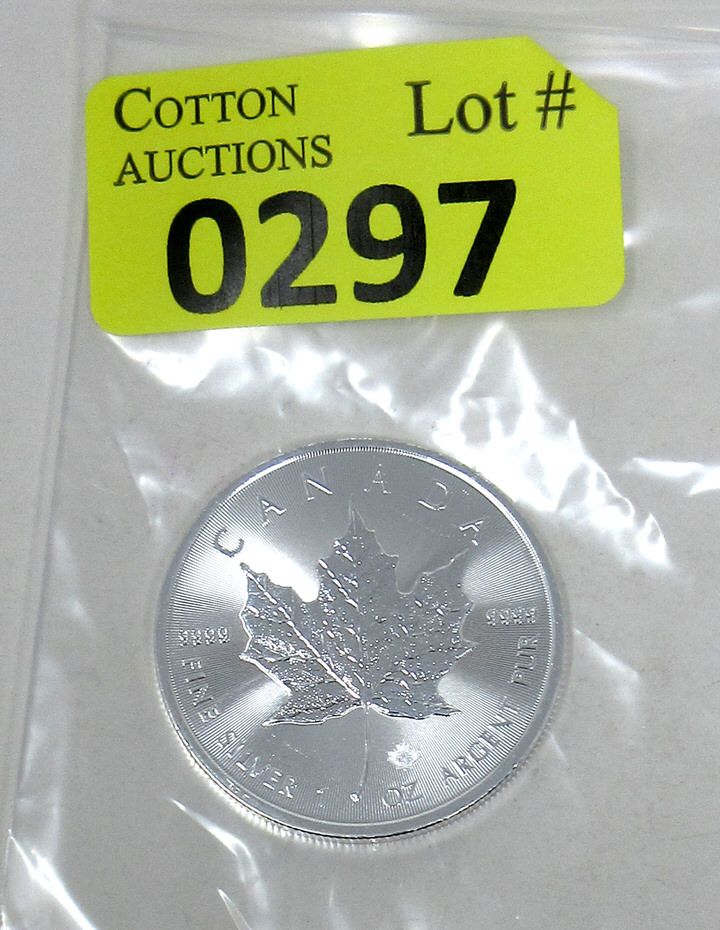 COTTON
AUCTIONS
Lot #
0297
CANADA
9999
9999
FINE SILVER 1 OZ ARGENT PUR